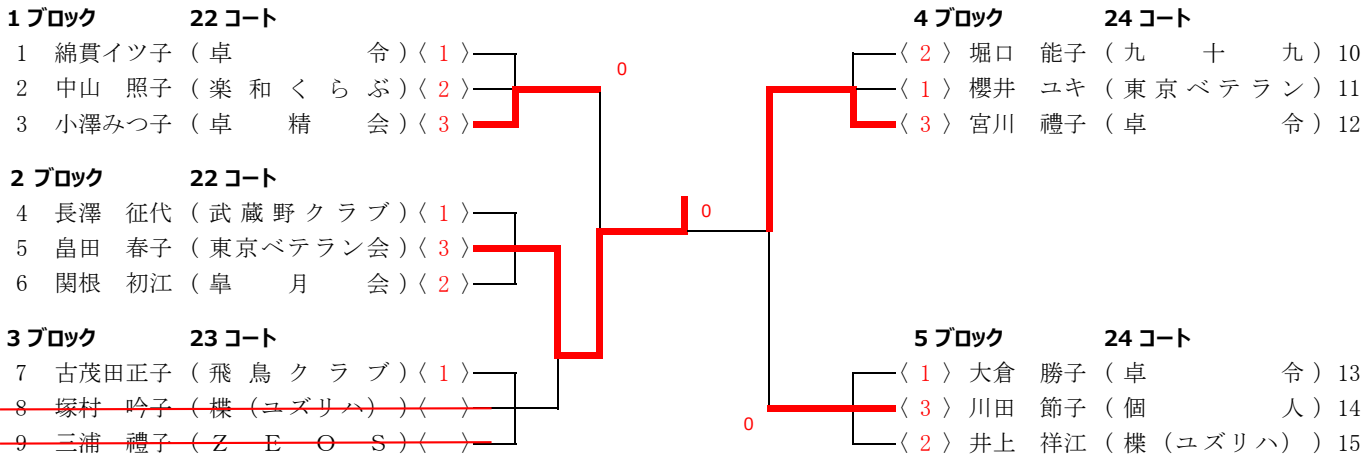 1 ブロック 22 コート
1 綿貫イツ子 ( 卓 令 ) 〈 1 〉
2 中山 照子 ( 楽 和 く ら ぶ ) 〈 2 〉
3 小澤みつ子 ( 卓 精 会 ) 〈 3 〉
0
2 ブロック 22 コート
4 長澤 征代 ( 武 蔵 野 ク ラ ブ ) 〈 1 〉
5 畠田 春子 ( 東京ベテラン会 ) 〈 3 〉
6 関根 初江 ( 皐 月 会 ) 〈 2 〉
0
3 ブロック 23 コート
7 古茂田正子 ( 飛 鳥 ク ラ ブ ) 〈 1 〉
8 塚村 吟子 ( 楪 (ユズリハ) ) 〈 〉
9 三浦 禮子 ( Z E O S ) 〈 〉
4 ブロック 24 コート
〈 2 〉 堀口 能子 ( 九 十 九 ) 10
〈 1 〉 櫻井 ユキ ( 東 京 ベ テ ラ ン ) 11
〈 3 〉 宮川 禮子 ( 卓 令 ) 12
5 ブロック 24 コート
〈 1 〉 大倉 勝子 ( 卓 令 ) 13
〈 3 〉 川田 節子 ( 個 人 ) 14
〈 2 〉 井上 祥江 ( 楪 (ユズリハ) ) 15
0